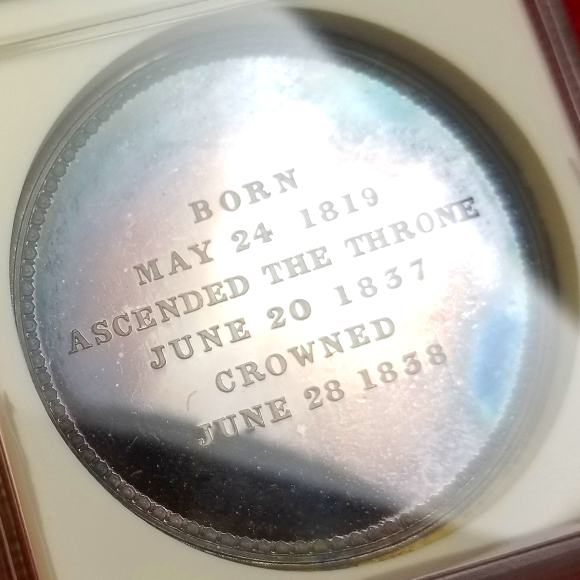 BORN
MAY 24 1819
ASCENDED THE THRONE
JUNE 20 1837
CROWNED
JUNE 28 1838